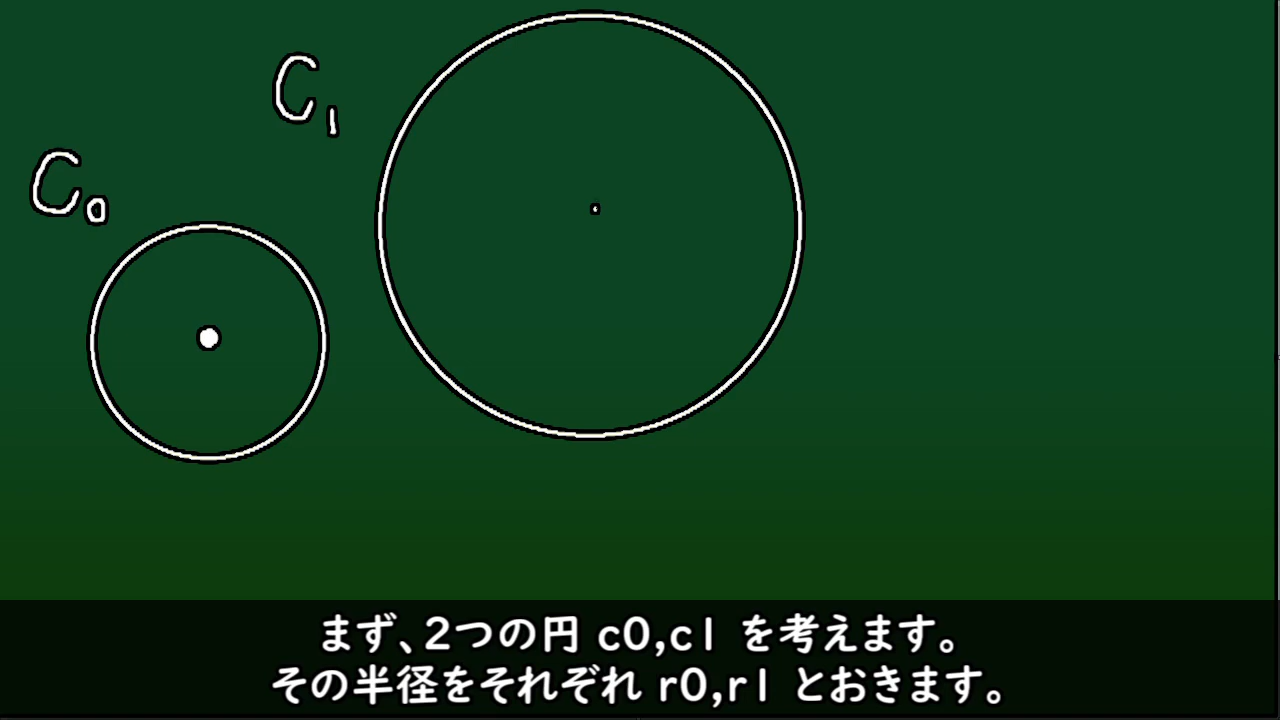 C₁
C₀
まず、2つの円 c0,c1 を考えます。
その半径をそれぞれ r0,r1 とおきます。